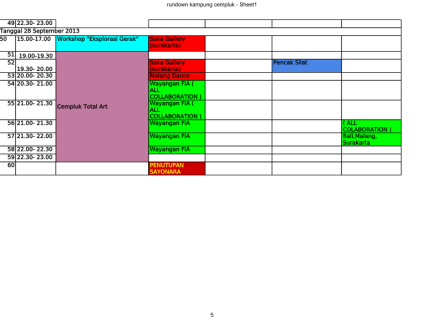 rundown kampung cempluk - Sheet1
49 22.30- 23.00
Tanggal 28 September 2013
50 15.00-17.00 Workshop "Eksplorasi Gerak" Saka Gallery
(surakarta)
51 19.00-19.30
52 19.30- 20.00 Saka Gallery Pencak Silat
(surakarta)
53 20.00- 20.30 Malang Dance
54 20.30- 21.00 Wayangan FIA (
ALL
COLLABORATION )
55 21.00- 21.30 Cempluk Total Art Wayangan FIA (
ALL
COLLABORATION )
56 21.00- 21.30 Wayangan FIA ( ALL
COLLABORATION )
57 21.30- 22.00 Wayangan FIA Bali,Malang,
Surakarta
58 22.00- 22.30 Wayangan FIA
59 22.30- 23.00
60 PENUTUPAN
SAYONARA
5